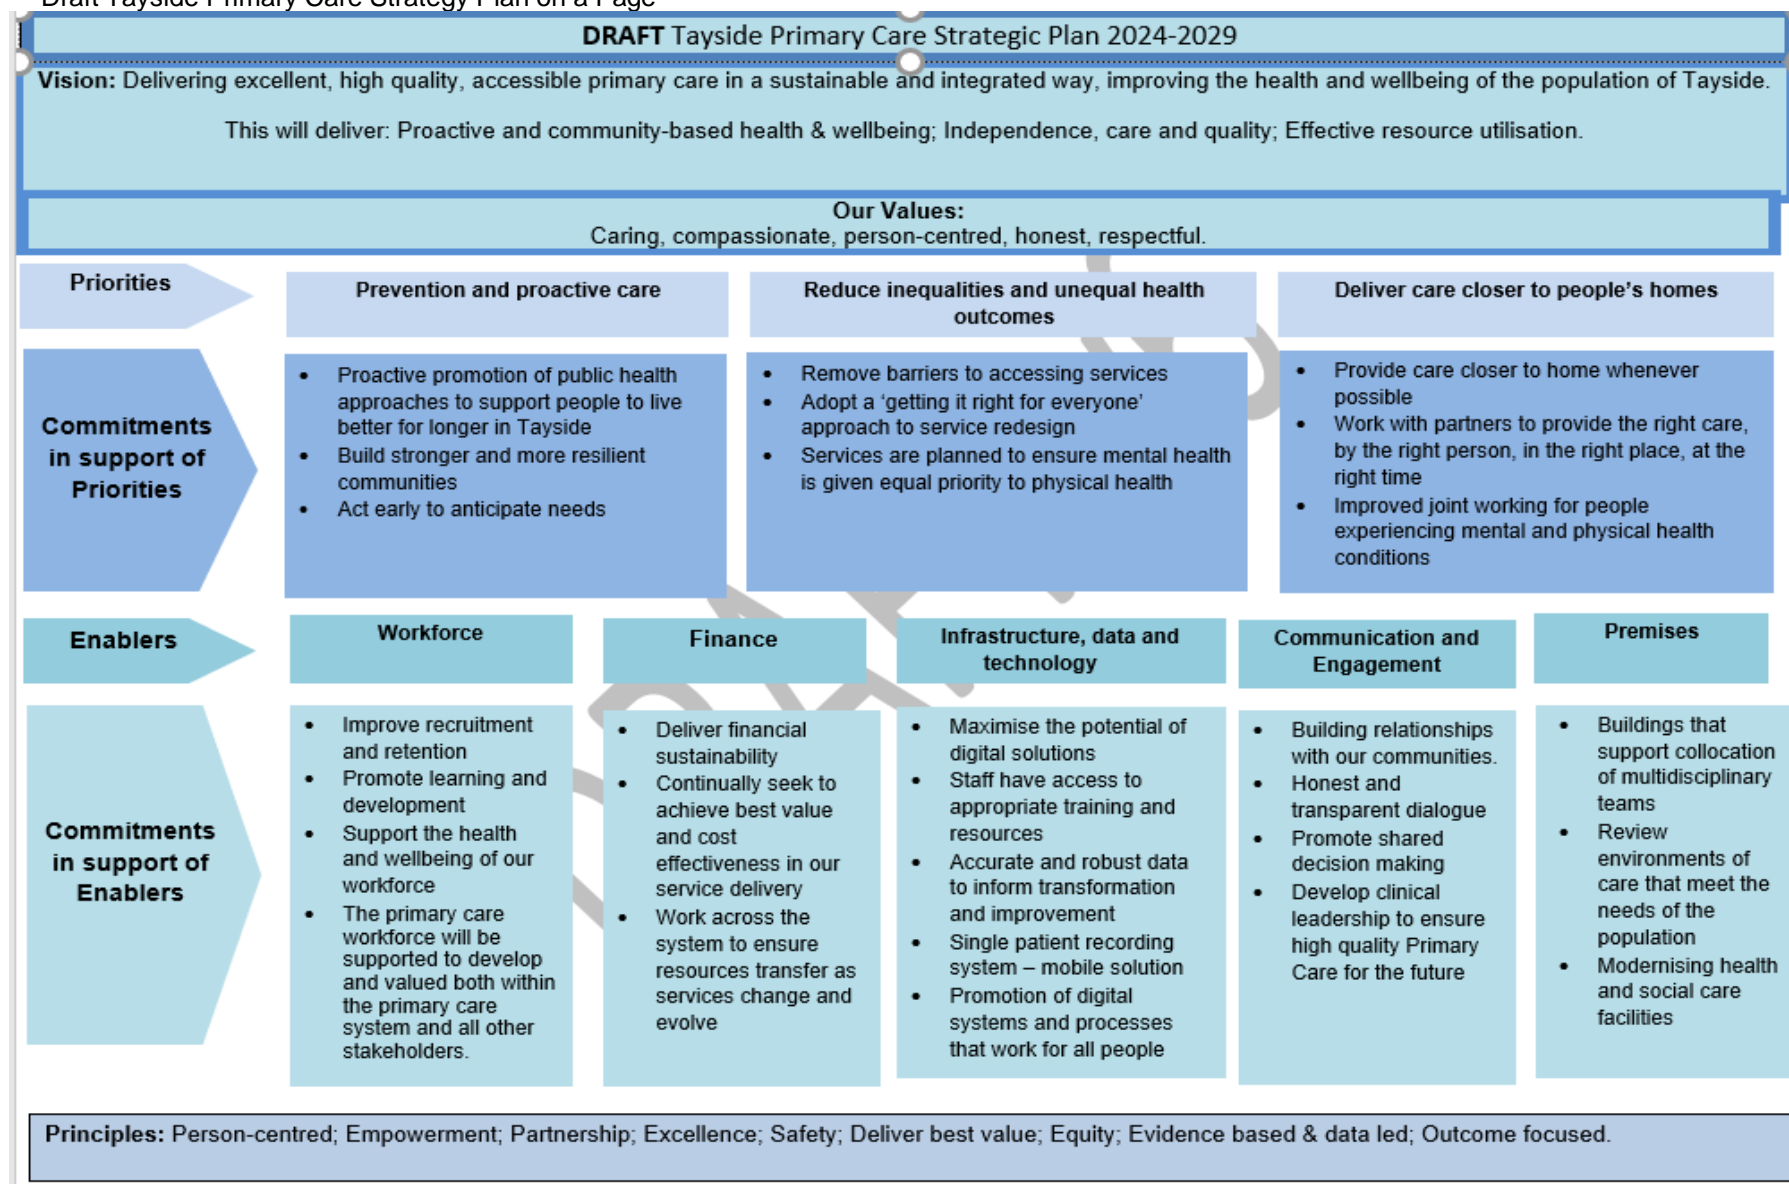 Draft Tayside Primary Care Strategy Plan on a Page
DRAFT Tayside Primary Care Strategic Plan 2024-2029
Vision: Delivering excellent, high quality, accessible primary care in a sustainable and integrated way, improving the health and wellbeing of the population of Tayside.
This will deliver: Proactive and community-based health & wellbeing; Independence, care and quality; Effective resource utilisation.
Our Values:
Caring, compassionate, person-centred, honest, respectful.
Priorities
Prevention and proactive care
Reduce inequalities and unequal health
outcomes
Deliver care closer to people's homes
Commitments
in support of
Priorities
• Proactive promotion of public health
approaches to support people to live
better for longer in Tayside
• Build stronger and more resilient
communities
• Act early to anticipate needs
• Remove barriers to accessing services
• Adopt a 'getting it right for everyone'
approach to service redesign
• Services are planned to ensure mental health
is given equal priority to physical health
• Provide care closer to home whenever
possible
• Work with partners to provide the right care,
by the right person, in the right place, at the
right time
• Improved joint working for people
experiencing mental and physical health
conditions
Enablers
Workforce
Finance
Infrastructure, data and
technology
Communication and
Engagement
Premises
Commitments
in support of
Enablers
• Improve recruitment
and retention
• Promote learning and
development
• Support the health
and wellbeing of our
workforce
• The primary care
workforce will be
supported to develop
and valued both within
the primary care
system and all other
stakeholders.
• Deliver financial
sustainability
• Continually seek to
achieve best value
and cost
effectiveness in our
service delivery
• Work across the
system to ensure
resources transfer as
services change and
evolve
• Maximise the potential of
digital solutions
• Staff have access to
appropriate training and
resources
• Accurate and robust data
to inform transformation
and improvement
• Single patient recording
system – mobile solution
• Promotion of digital
systems and processes
that work for all people
• Building relationships
with our communities.
• Honest and
transparent dialogue
• Promote shared
decision making
• Develop clinical
leadership to ensure
high quality Primary
Care for the future
• Buildings that
support collocation
of multidisciplinary
teams
• Review
environments of
care that meet the
needs of the
population
• Modernising health
and social care
facilities
Principles: Person-centred; Empowerment; Partnership; Excellence; Safety; Deliver best value; Equity; Evidence based & data led; Outcome focused.